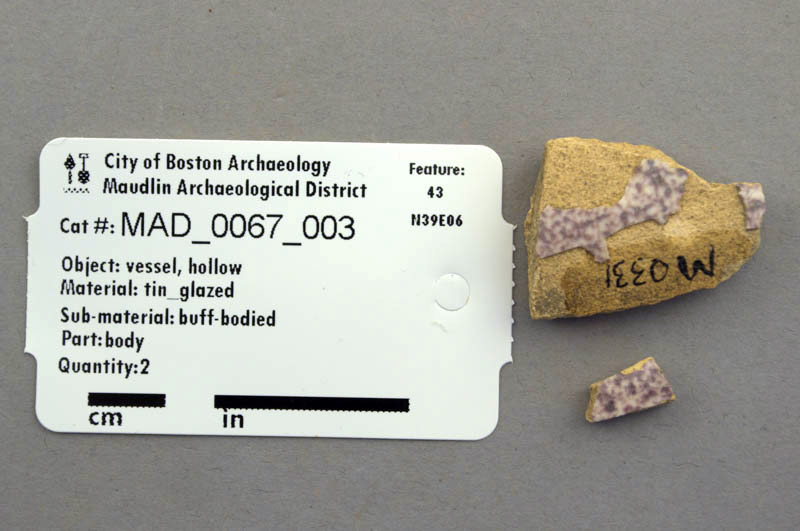 City of Boston Archaeology
Maudlin Archaeological District
Feature:
43
N39E06
Cat #: MAD_0067_003
Object: vessel, hollow
Material: tin_glazed
Sub-material: buff-bodied
Part:body
Quantity:2
cm
in
M0331